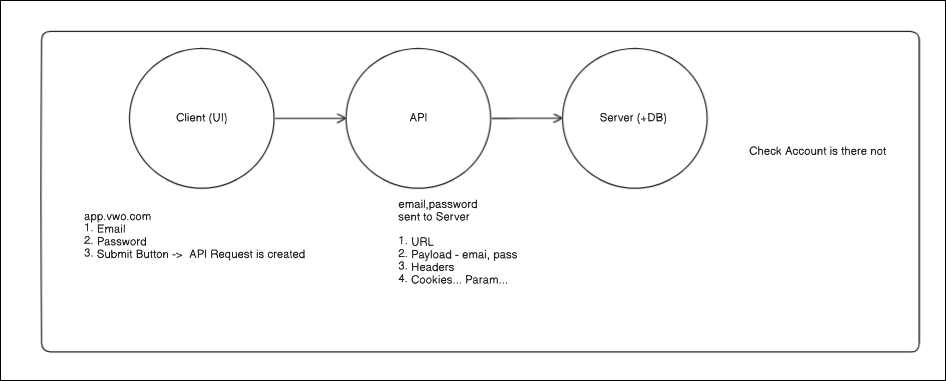 Client (UI)
API
Server (+DB)
Check Account is there not
app.vwo.com
1. Email
2. Password
3. Submit Button -> API Request is created
email,password
sent to Server
1. URL
2. Payload - emai, pass
3. Headers
4. Cookies... Param...